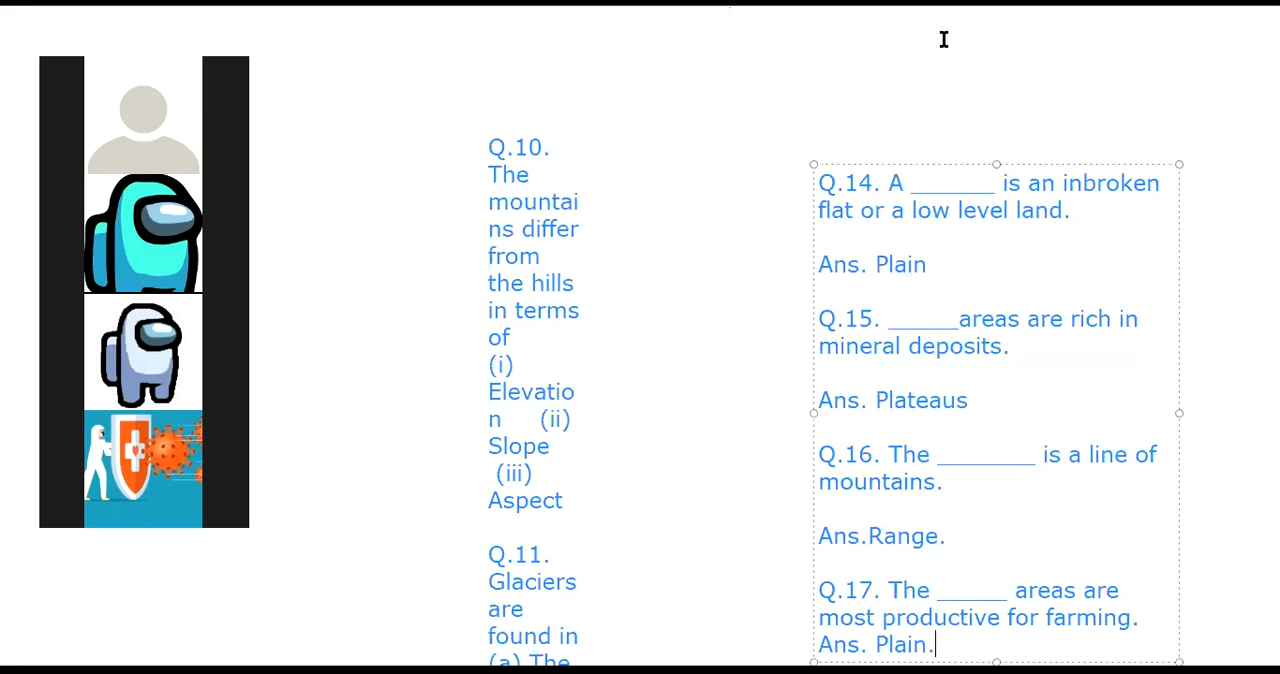 Q.10.
The
mountai
ns differ
from
the hills
in terms
of
(i)
Elevatio
n (ii)
Slope
(iii)
Aspect
Q.11.
Glaciers
are
found in
(a) The
Q.14. A _______ is an inbroken
flat or a low level land.
Ans. Plain
Q.15. ______areas are rich in
mineral deposits.
Ans. Plateaus
Q.16. The ________ is a line of
mountains.
Ans.Range.
Q.17. The ______ areas are
most productive for farming.
Ans. Plain.